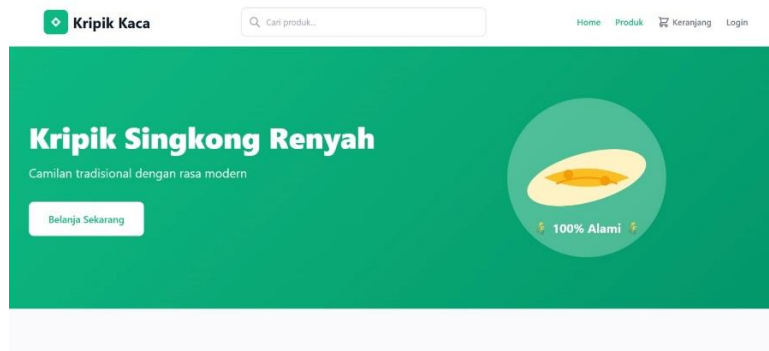 Kripik Kaca
Cari produk...
Home Produk Keranjang Login
Kripik Singkong Renyah
Camilan tradisional dengan rasa modern
Belanja Sekarang
100% Alami